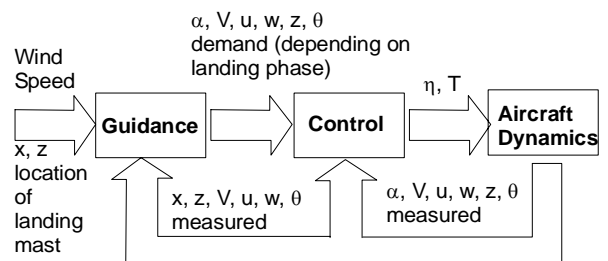 Wind
Speed
x, z
location
of
landing
mast
Guidance
α, V, u, w, z, θ
demand (depending on
landing phase)
Control
η, T
Aircraft
Dynamics
x, z, V, u, w, θ
measured
α, V, u, w, z, θ
measured